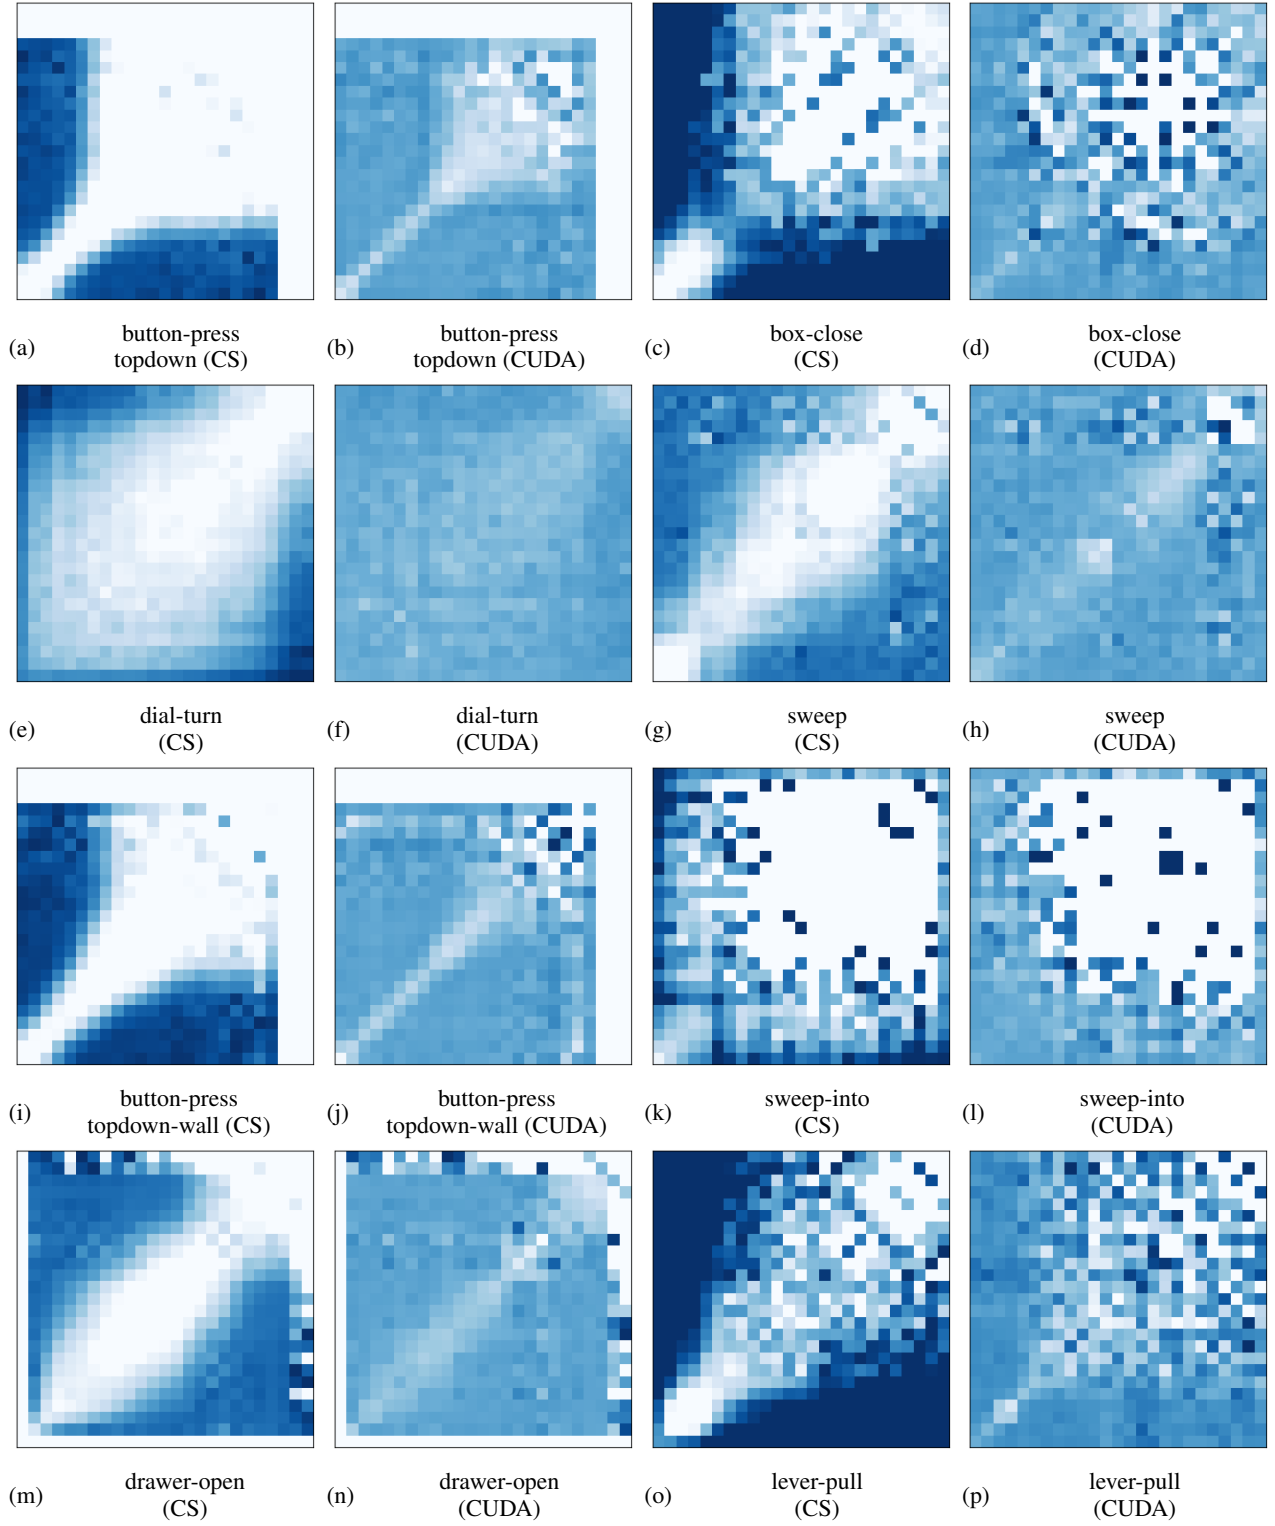 (a) button-press
topdown (CS)
(b) button-press
topdown (CUDA)
(c) box-close
(CS)
(d) box-close
(CUDA)
(e) dial-turn
(CS)
(f) dial-turn
(CUDA)
(g) sweep
(CS)
(h) sweep
(CUDA)
(i) button-press
topdown-wall (CS)
(j) button-press
topdown-wall (CUDA)
(k) sweep-into
(CS)
(l) sweep-into
(CUDA)
(m) drawer-open
(CS)
(n) drawer-open
(CUDA)
(o) lever-pull
(CS)
(p) lever-pull
(CUDA)